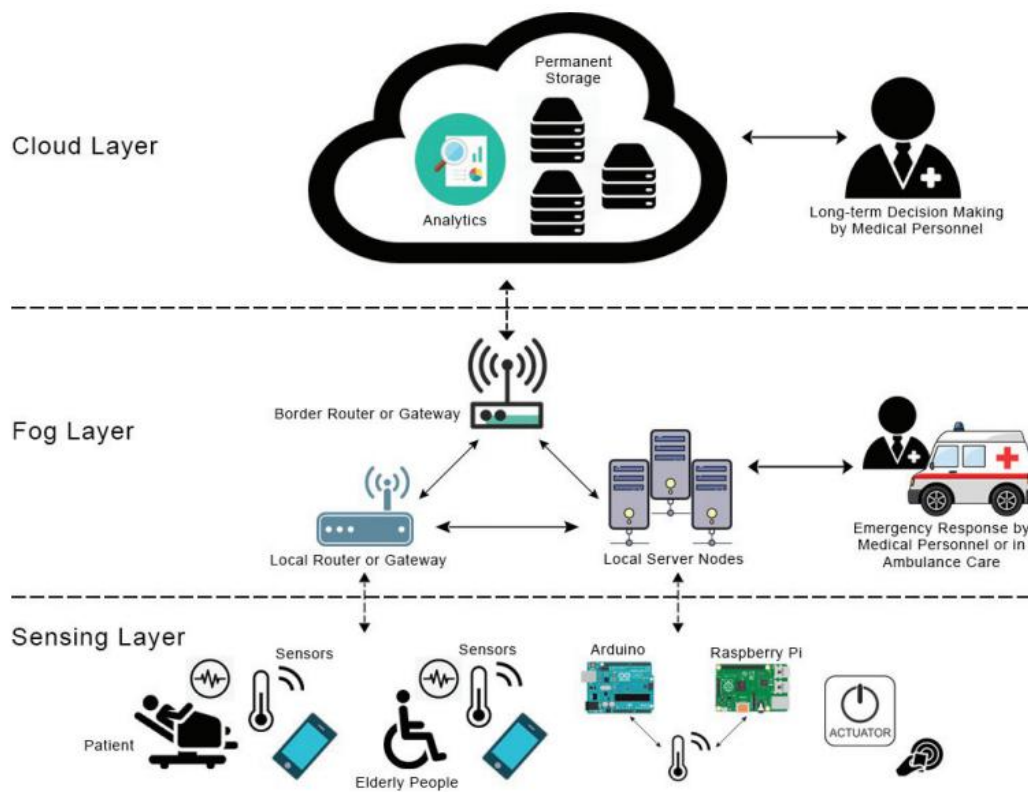 Permanent
Storage
Cloud Layer
Analytics
Long-term Decision Making
by Medical Personnel
Border Router or Gateway
Fog Layer
Local Router or Gateway
Local Server Nodes
Emergency Response by
Medical Personnel or in
Ambulance Care
Sensing Layer
Sensors
Sensors
Arduino
Raspberry Pi
Patient
Elderly People
ACTUATOR